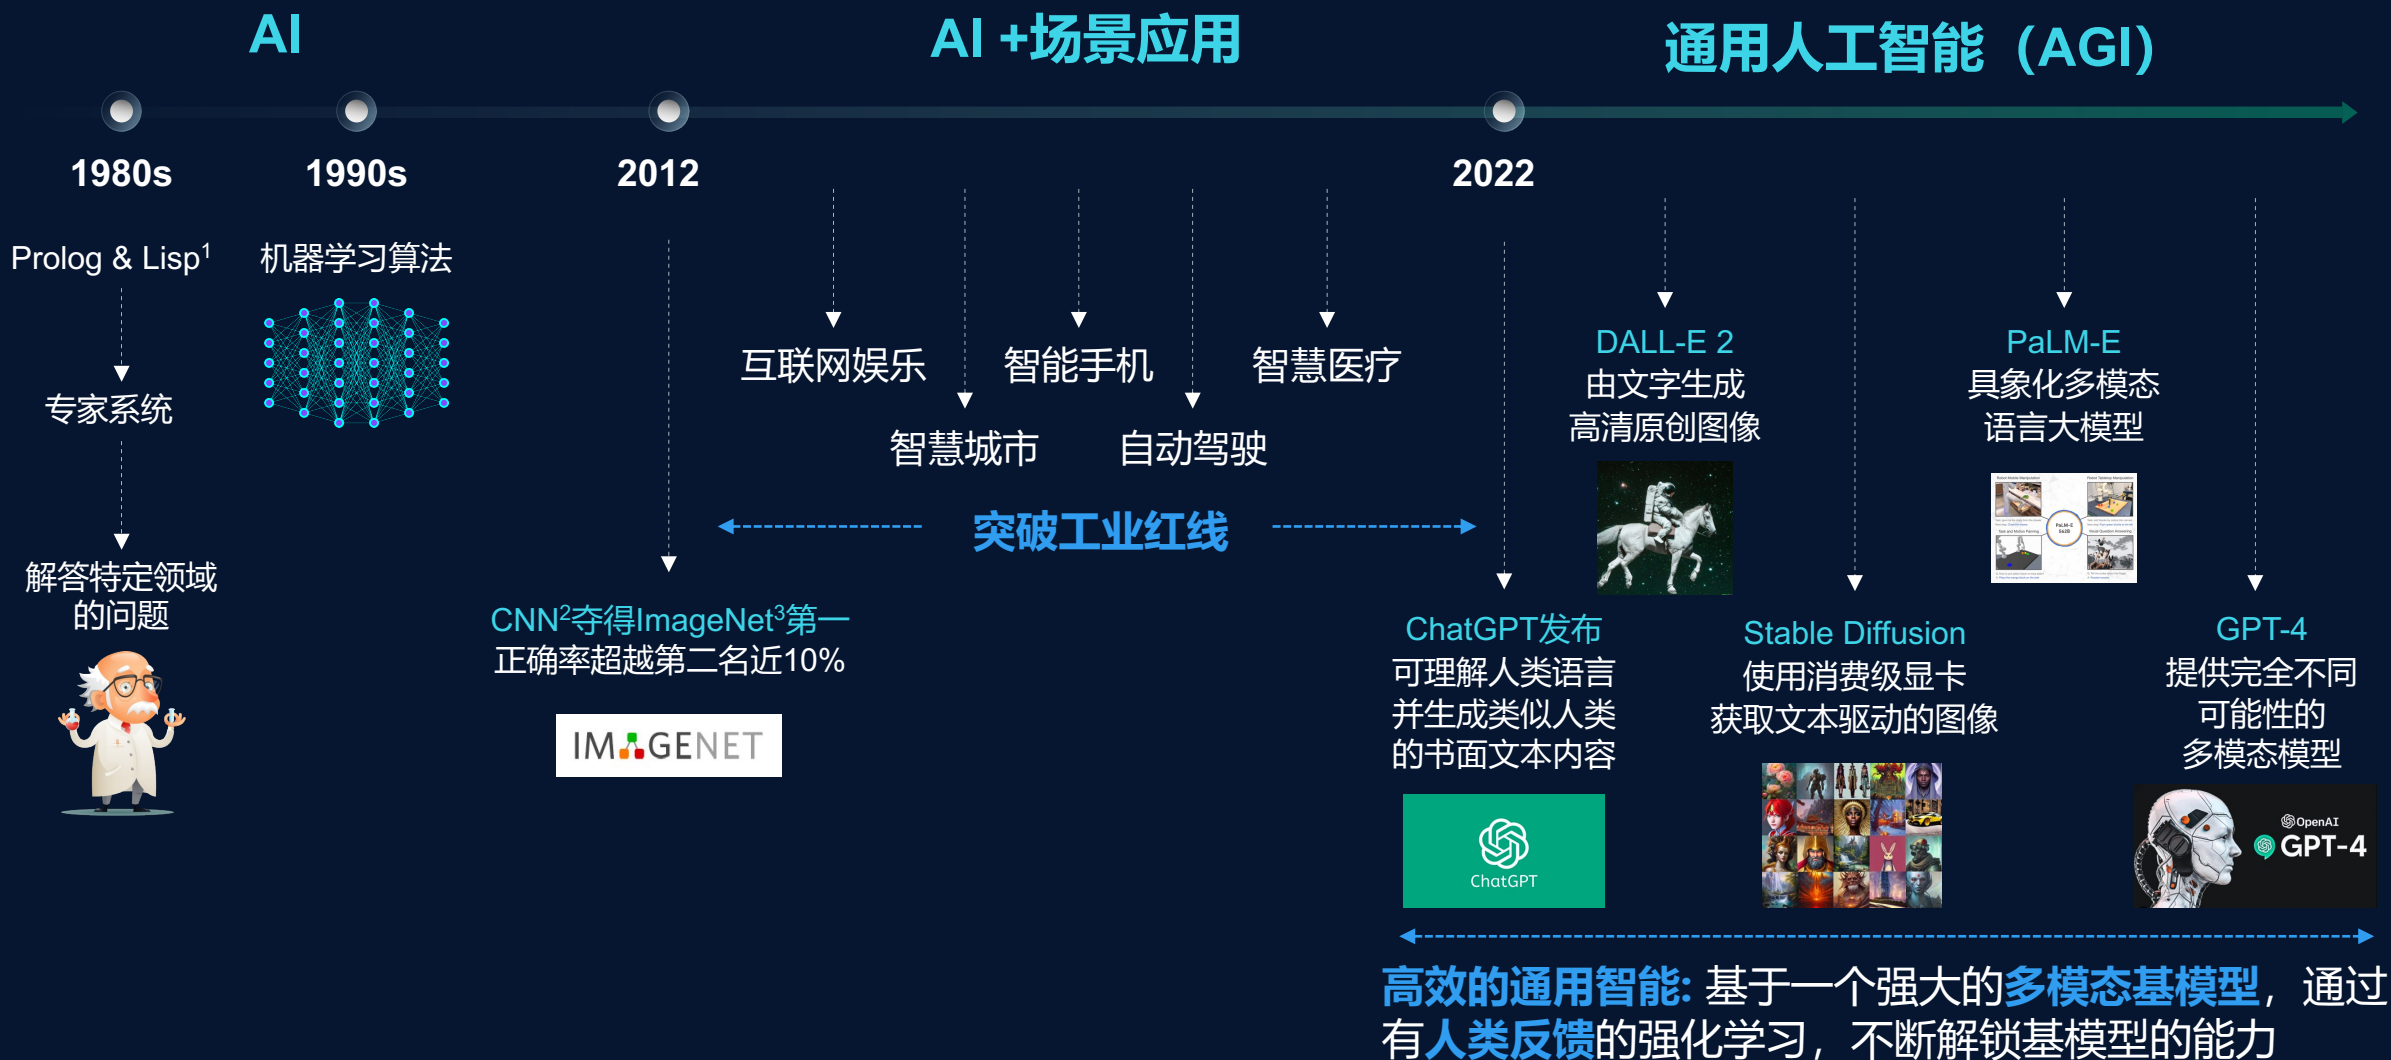 AI
AI +场景应用
通用人工智能（AGI）
1980s
1990s
2012
2022
Prolog & Lisp1
专家系统
解答特定领域
的问题
机器学习算法
CNN2夺得ImageNet3第一
正确率超越第二名近10%
IMAGENET
互联网娱乐
智慧城市
智能手机
自动驾驶
智慧医疗
突破工业红线
ChatGPT发布
可理解人类语言
并生成类似人类
的书面文本内容
ChatGPT
DALL-E 2
由文字生成
高清原创图像
Stable Diffusion
使用消费级显卡
获取文本驱动的图像
PaLM-E
具象化多模态
语言大模型
PaLM-E
562B
GPT-4
提供完全不同
可能性的
多模态模型
OpenAI
GPT-4
高效的通用智能: 基于一个强大的多模态基模型，通过
有人类反馈的强化学习，不断解锁基模型的能力